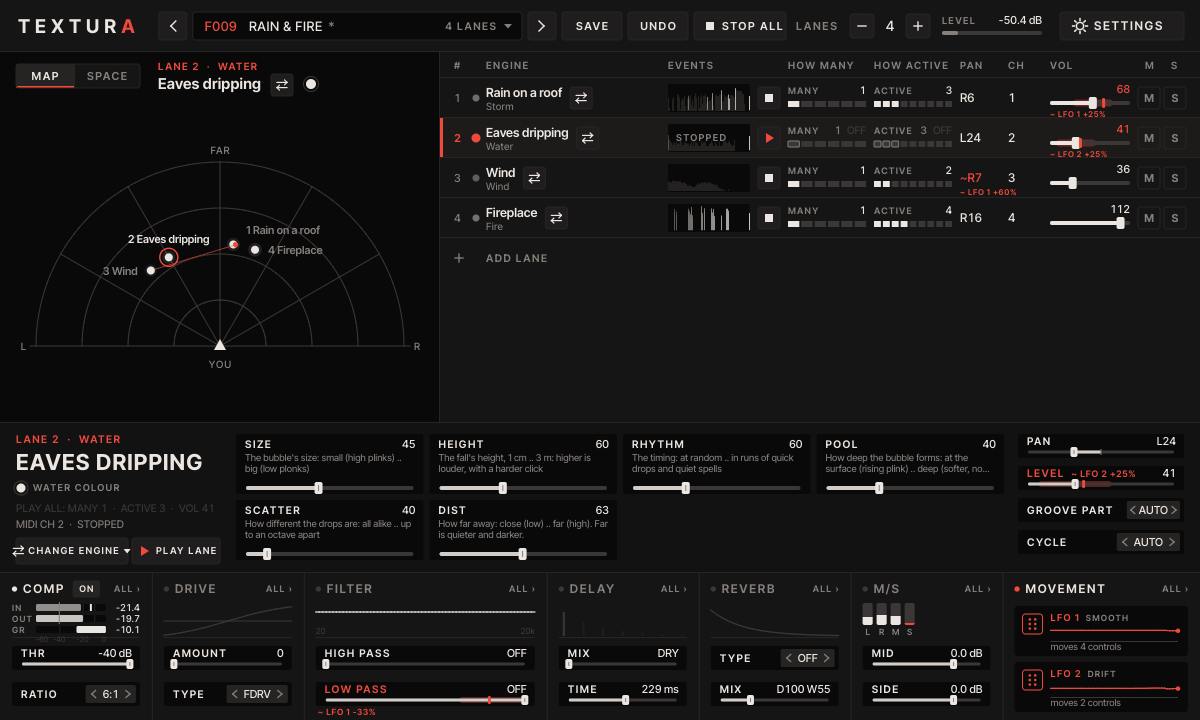 TEXTURA
F009 RAIN & FIRE * 4 LANES
SAVE
UNDO
STOP ALL
LANES 4
LEVEL -50.4 dB
SETTINGS
MAP SPACE
LANE 2 · WATER
Eaves dripping
FAR
1 Rain on a roof
2 Eaves dripping
4 Fireplace
3 Wind
L R
YOU
# ENGINE EVENTS HOW MANY HOW ACTIVE PAN CH VOL M S
1 Rain on a roof MANY 1 ACTIVE 3 R6 1 68 M S
Storm ~ LFO 1 +25%
2 Eaves dripping STOPPED MANY 1 OFF ACTIVE 3 OFF L24 2 41 M S
Water ~ LFO 2 +25%
3 Wind MANY 1 ACTIVE 2 ~R7 3 36 M S
Wind ~ LFO 1 +60%
4 Fireplace MANY 1 ACTIVE 4 R16 4 112 M S
Fire
+ ADD LANE
LANE 2 · WATER
EAVES DRIPPING
WATER COLOUR
PLAY ALL: MANY 1 · ACTIVE 3 · VOL 41
MIDI CH 2 · STOPPED
CHANGE ENGINE PLAY LANE
SIZE 45
The bubble's size: small (high plinks) ..
big (low plonks)
HEIGHT 60
The fall's height, 1 cm .. 3 m: higher is
louder, with a harder click
RHYTHM 60
The timing: at random .. in runs of quick
drops and quiet spells
POOL 40
How deep the bubble forms: at the
surface (rising plink) .. deep (softer, no...
SCATTER 40
How different the drops are: all alike .. up
to an octave apart
DIST 63
How far away: close (low) .. far (high). Far
is quieter and darker.
PAN L24
LEVEL ~ LFO 2 +25% 41
GROOVE PART AUTO
CYCLE AUTO
COMP ON ALL ›
IN -21.4
OUT -19.7
GR -10.1
-60 -40 -20 0
THR -40 dB
RATIO 6:1
DRIVE ALL ›
AMOUNT 0
TYPE FDRV
FILTER ALL ›
20 20k
HIGH PASS OFF
LOW PASS OFF
~ LFO 1 -33%
DELAY ALL ›
MIX DRY
TIME 229 ms
REVERB ALL ›
TYPE OFF
MIX D100 W55
M/S ALL ›
L R M S
MID 0.0 dB
SIDE 0.0 dB
MOVEMENT ALL ›
LFO 1 SMOOTH
moves 4 controls
LFO 2 DRIFT
moves 2 controls